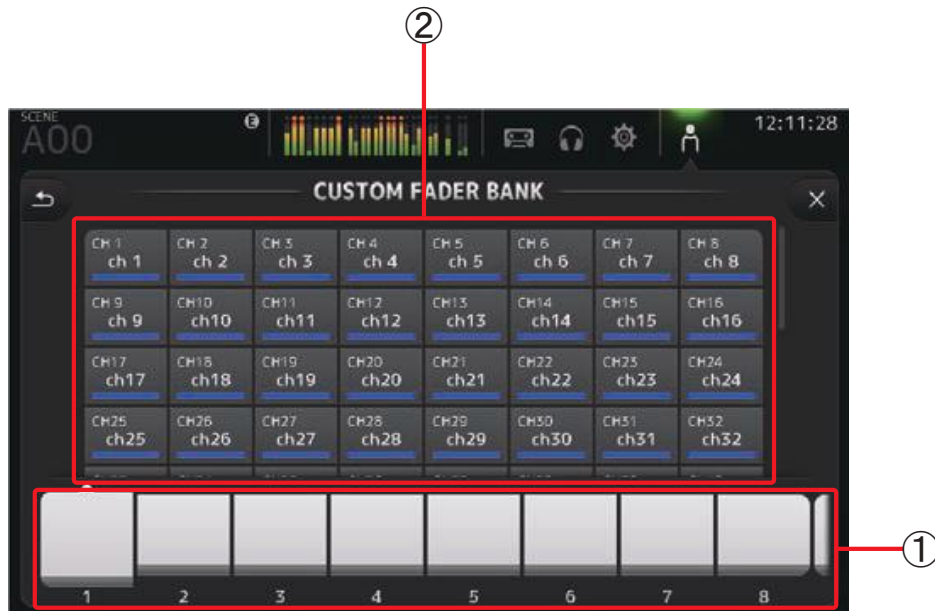 ②
SCENE
A00
E
12:11:28
CUSTOM FADER BANK
CH 1 CH 2 CH 3 CH 4 CH 5 CH 6 CH 7 CH 8
ch 1 ch 2 ch 3 ch 4 ch 5 ch 6 ch 7 ch 8
CH 9 CH10 CH11 CH12 CH13 CH14 CH15 CH16
ch 9 ch10 ch11 ch12 ch13 ch14 ch15 ch16
CH17 CH18 CH19 CH20 CH21 CH22 CH23 CH24
ch17 ch18 ch19 ch20 ch21 ch22 ch23 ch24
CH25 CH26 CH27 CH28 CH29 CH30 CH31 CH32
ch25 ch26 ch27 ch28 ch29 ch30 ch31 ch32
①
1 2 3 4 5 6 7 8